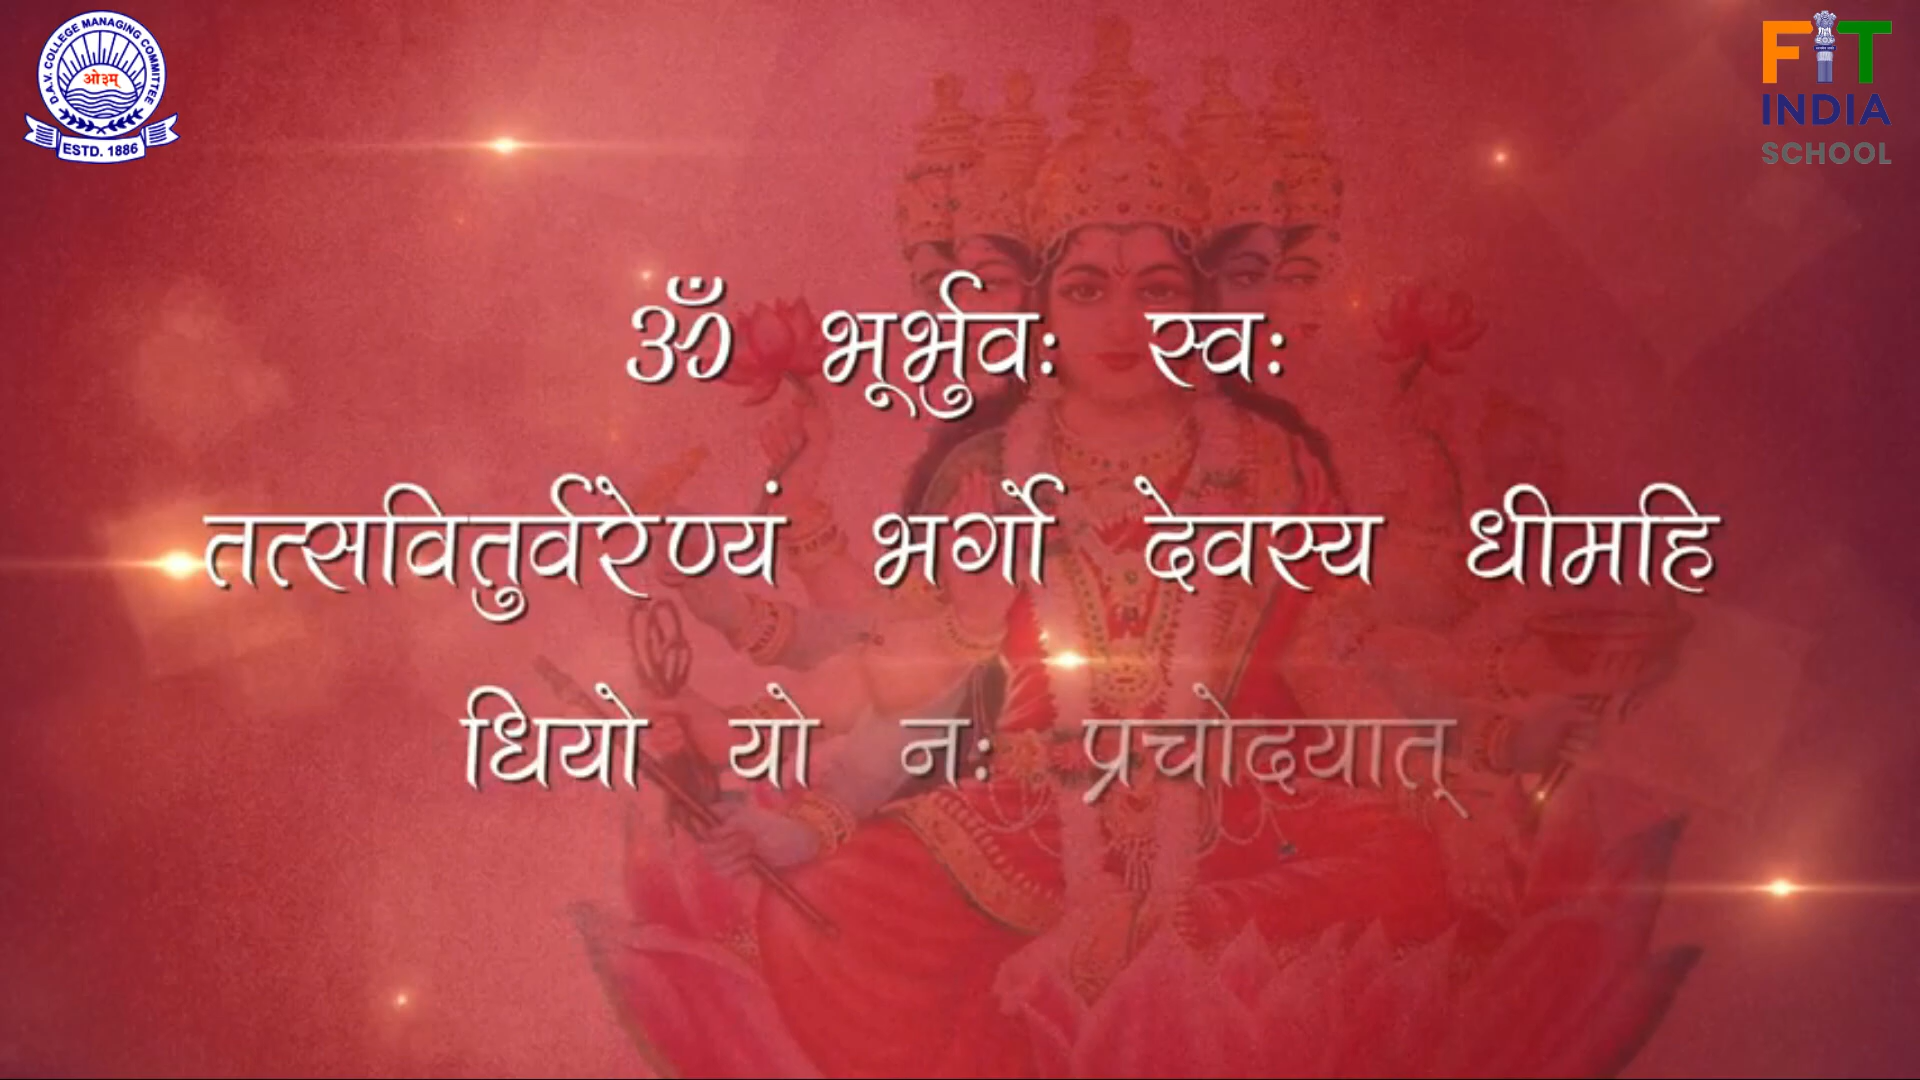 D.A.V. COLLEGE MANAGING COMMITTEE
ओ३म्
ESTD. 1886
FIT
INDIA
SCHOOL
ॐ भूर्भुवः स्वः
तत्सवितुर्वरेण्यं भर्गो देवस्य धीमहि
धियो यो नः प्रचोदयात्